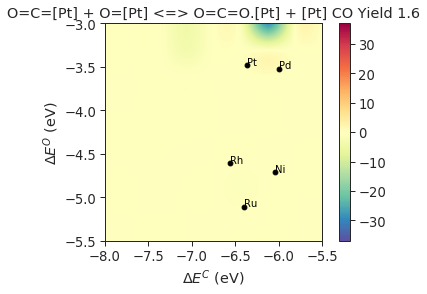 O=C=[Pt] + O=[Pt] <=> O=C=O.[Pt] + [Pt] CO Yield 1.6
−3.0
−3.5
−4.0
−4.5
−5.0
−5.5
ΔE^O (eV)
Pt
Pd
Rh
Ni
Ru
−8.0 −7.5 −7.0 −6.5 −6.0 −5.5
ΔE^C (eV)
30
20
10
0
−10
−20
−30